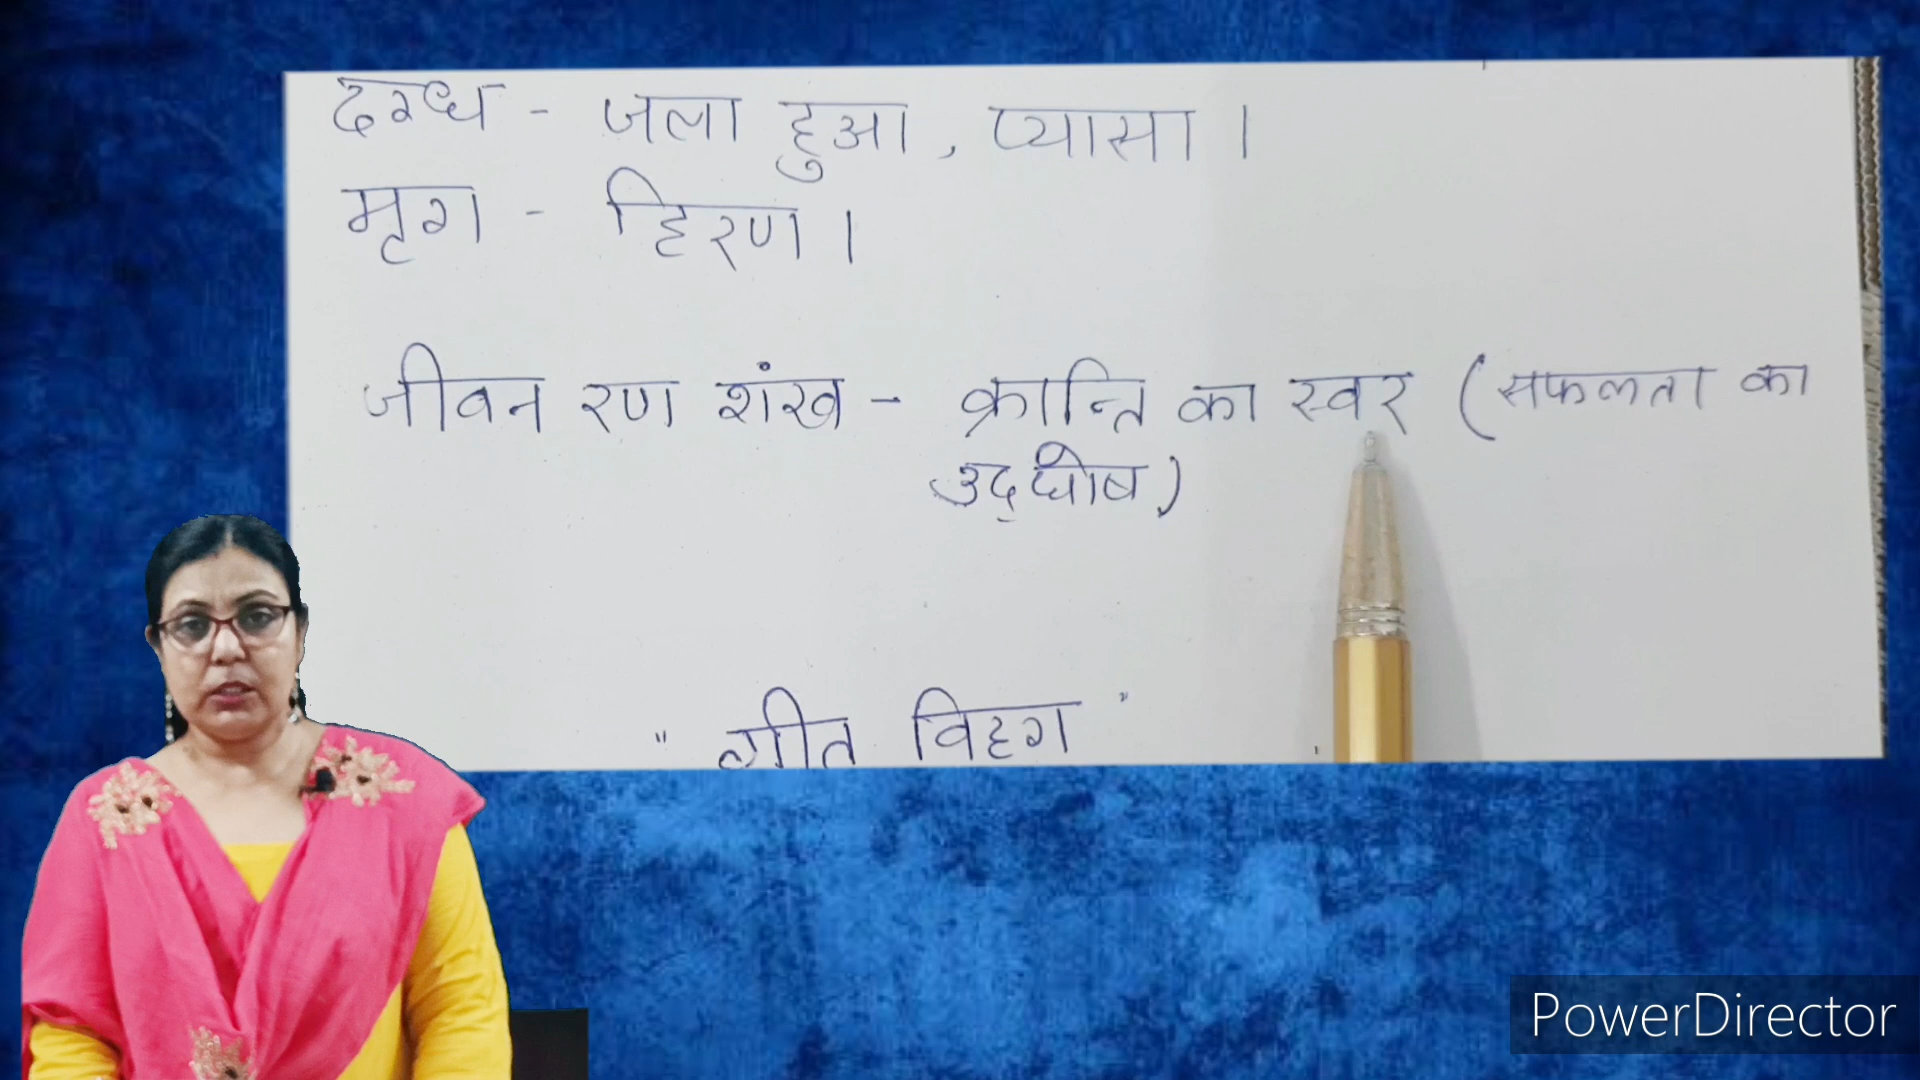 दग्ध - जला हुआ, प्यासा ।
मृग - हिरण ।
जीवन रण शंख - क्रान्ति का स्वर (सफलता का
उद्घोष)
" गीत विहग "
PowerDirector